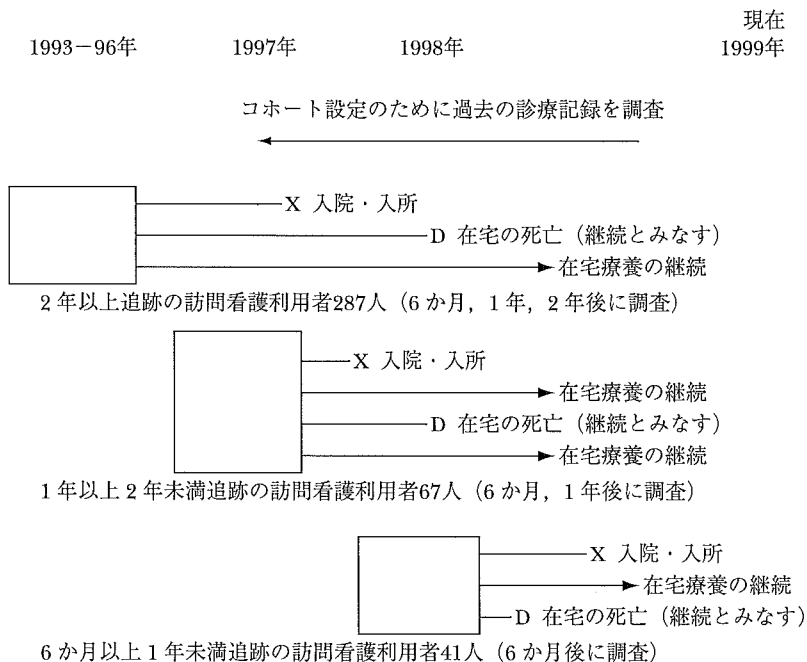 現在
1993－96年 1997年 1998年 1999年
コホート設定のために過去の診療記録を調査
X 入院・入所
D 在宅の死亡（継続とみなす）
在宅療養の継続
2年以上追跡の訪問看護利用者287人（6か月，1年，2年後に調査）
X 入院・入所
在宅療養の継続
D 在宅の死亡（継続とみなす）
在宅療養の継続
1年以上2年未満追跡の訪問看護利用者67人（6か月，1年後に調査）
X 入院・入所
在宅療養の継続
D 在宅の死亡（継続とみなす）
6か月以上1年未満追跡の訪問看護利用者41人（6か月後に調査）